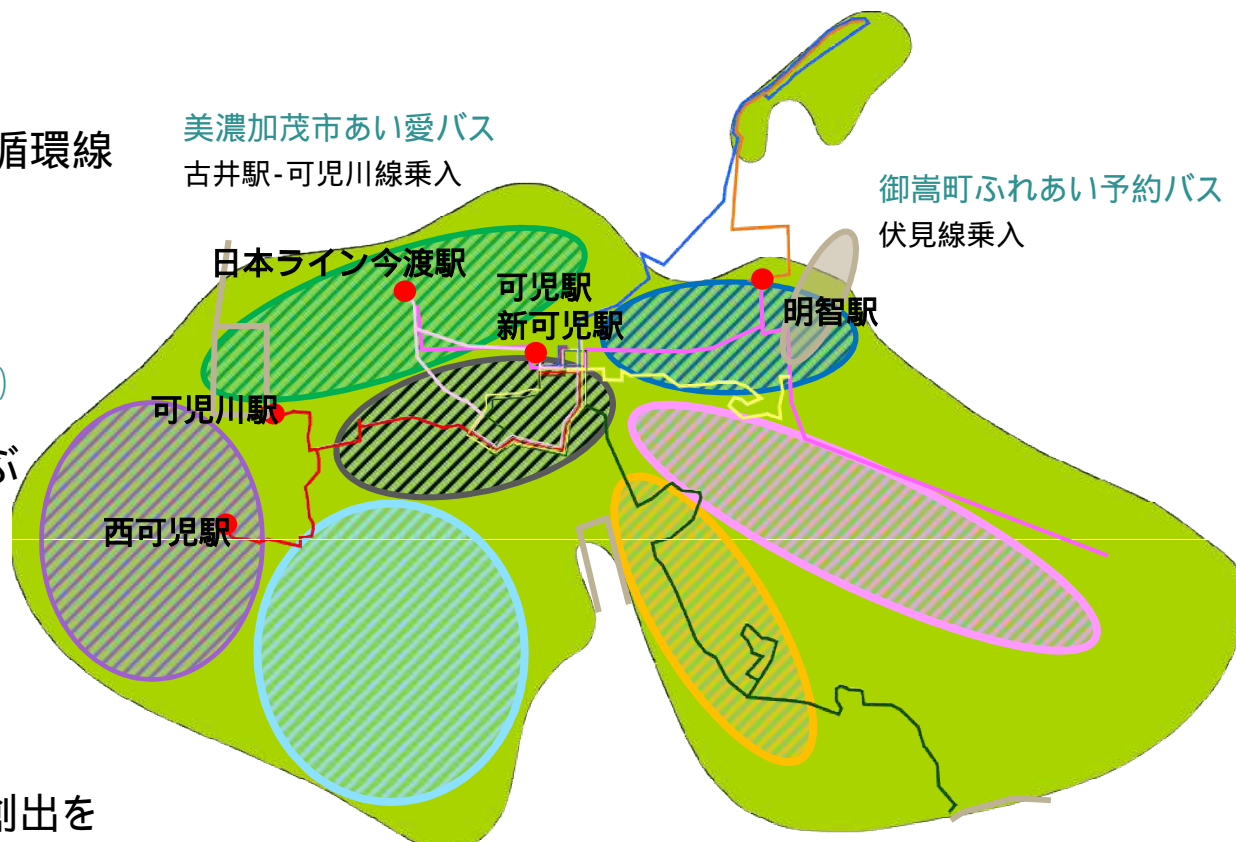 美濃加茂市あい愛バス
古井駅-可児川線乗入
循環線
御嵩町ふれあい予約バス
伏見線乗入
日本ライン今渡駅
可児駅
新可児駅
明智駅
)
可児川駅
ぶ
西可児駅
創出を